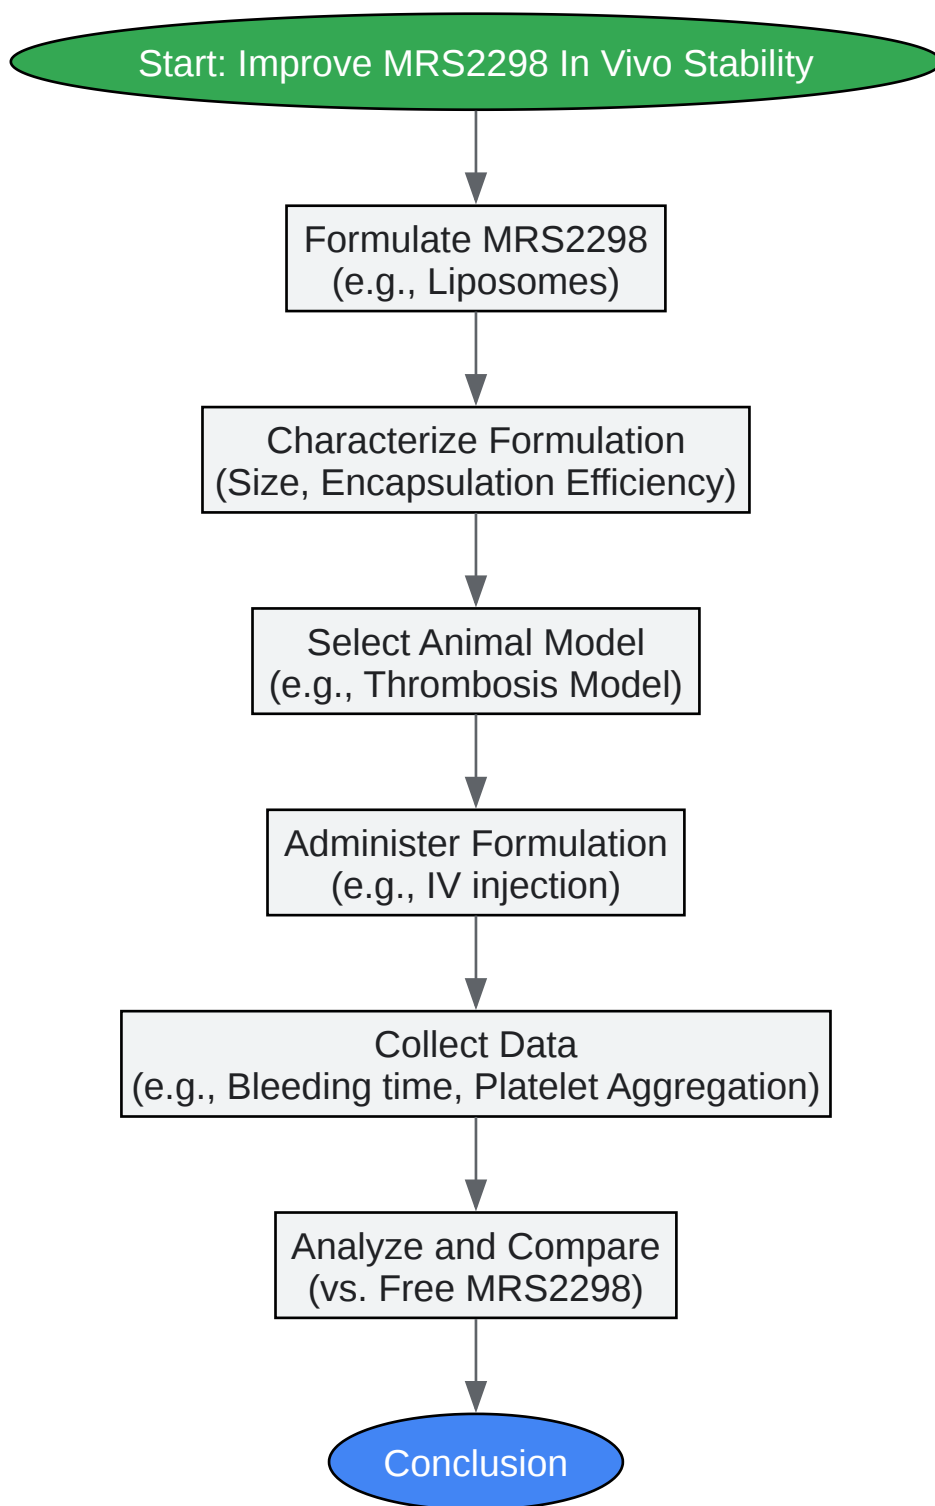 Start: Improve MRS2298 In Vivo Stability
Formulate MRS2298
(e.g., Liposomes)
Characterize Formulation
(Size, Encapsulation Efficiency)
Select Animal Model
(e.g., Thrombosis Model)
Administer Formulation
(e.g., IV injection)
Collect Data
(e.g., Bleeding time, Platelet Aggregation)
Analyze and Compare
(vs. Free MRS2298)
Conclusion